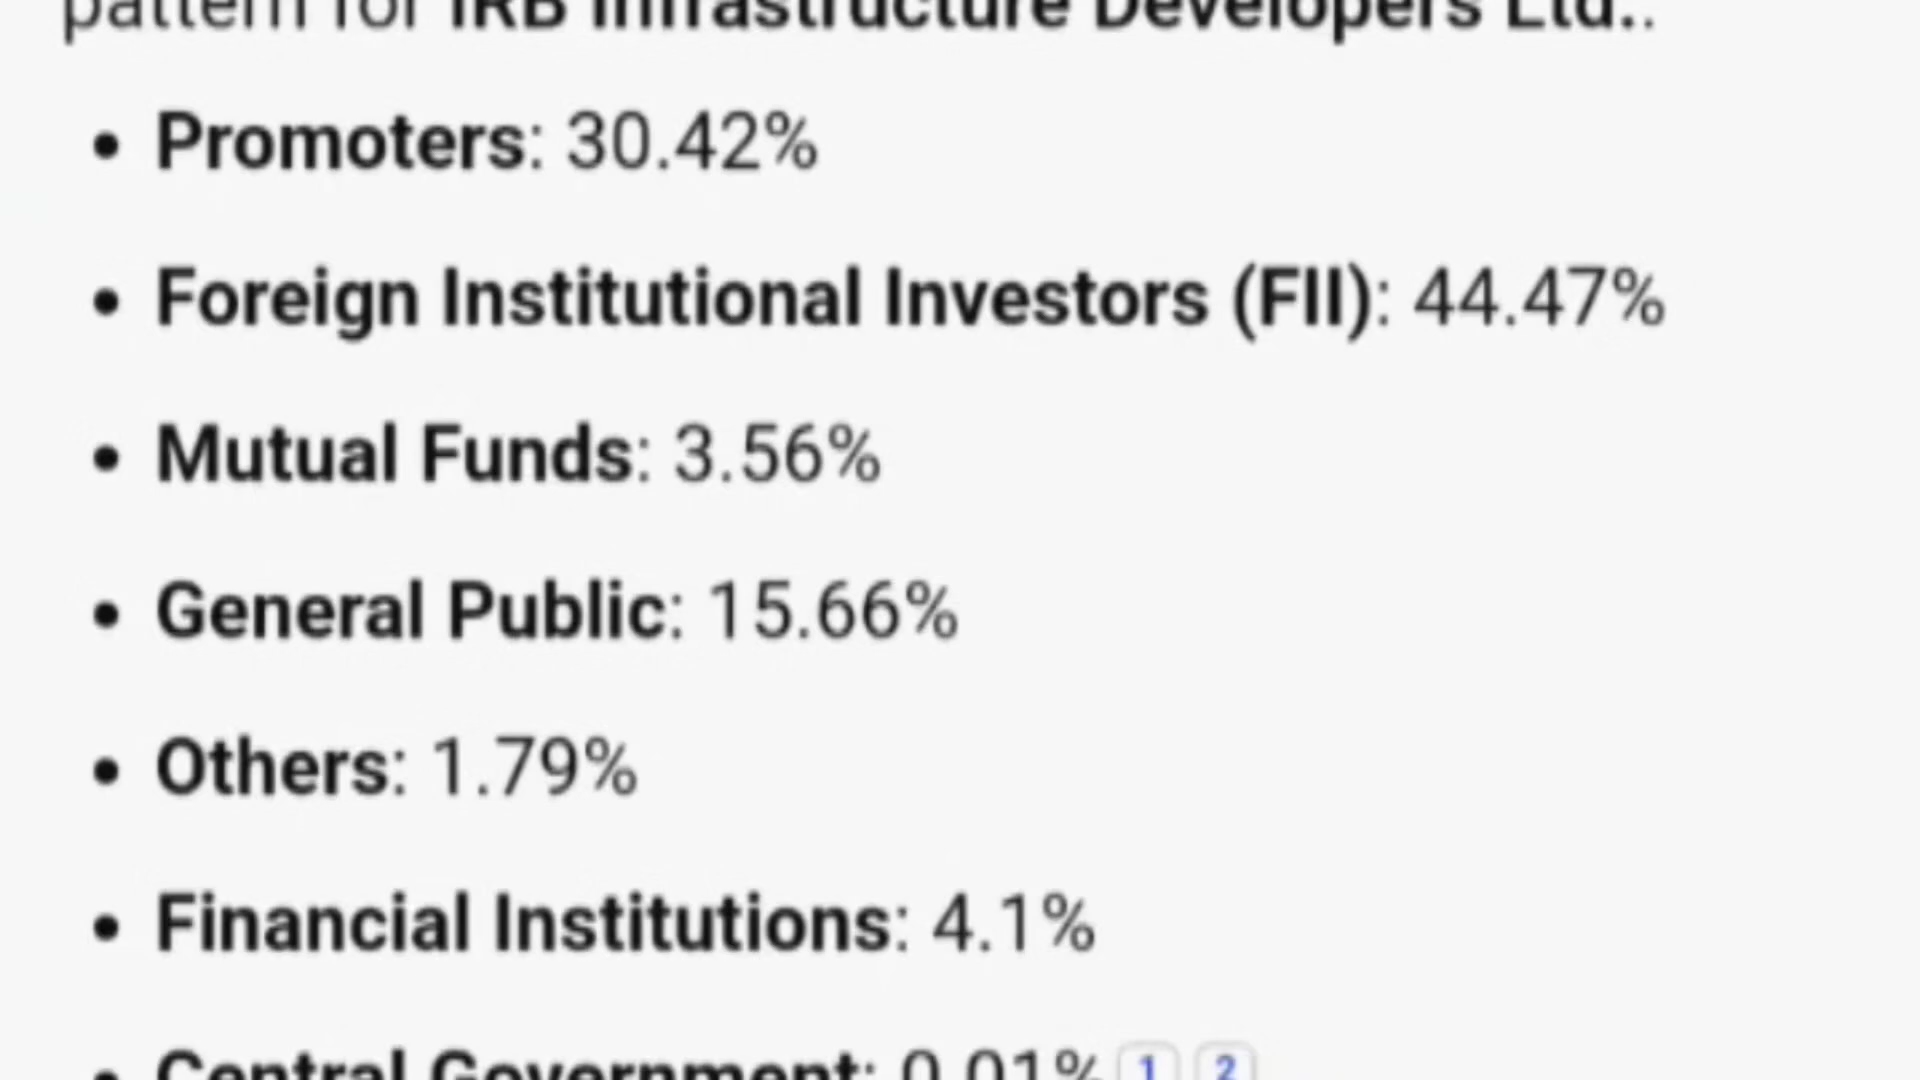 pattern for IRB Infrastructure Developers Ltd..
• Promoters: 30.42%
• Foreign Institutional Investors (FII): 44.47%
• Mutual Funds: 3.56%
• General Public: 15.66%
• Others: 1.79%
• Financial Institutions: 4.1%
• Central Government: 0.01% 1 2